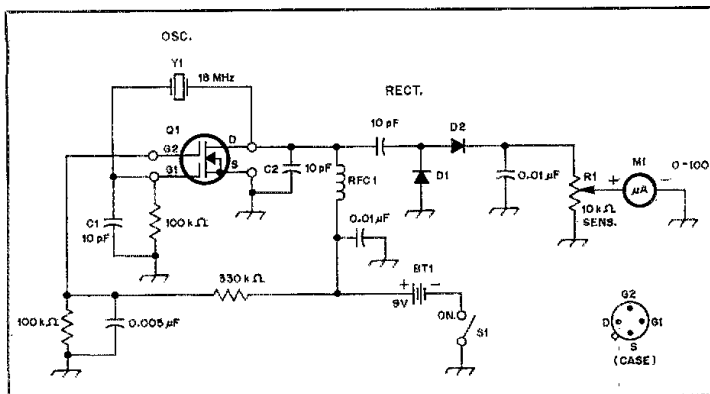 OSC.
Y1
18 MHz
RECT.
Q1
G2
G1
D
S
C2
10 pF
RFC1
10 pF
D2
D1
0.01 µF
R1
10 kΩ
SENS.
M1
+
µA
–
0-100
C1
10 pF
100 kΩ
0.01 µF
330 kΩ
100 kΩ
0.005 µF
BT1
+
–
9V
ON
S1
G2
D
G1
S
(CASE)